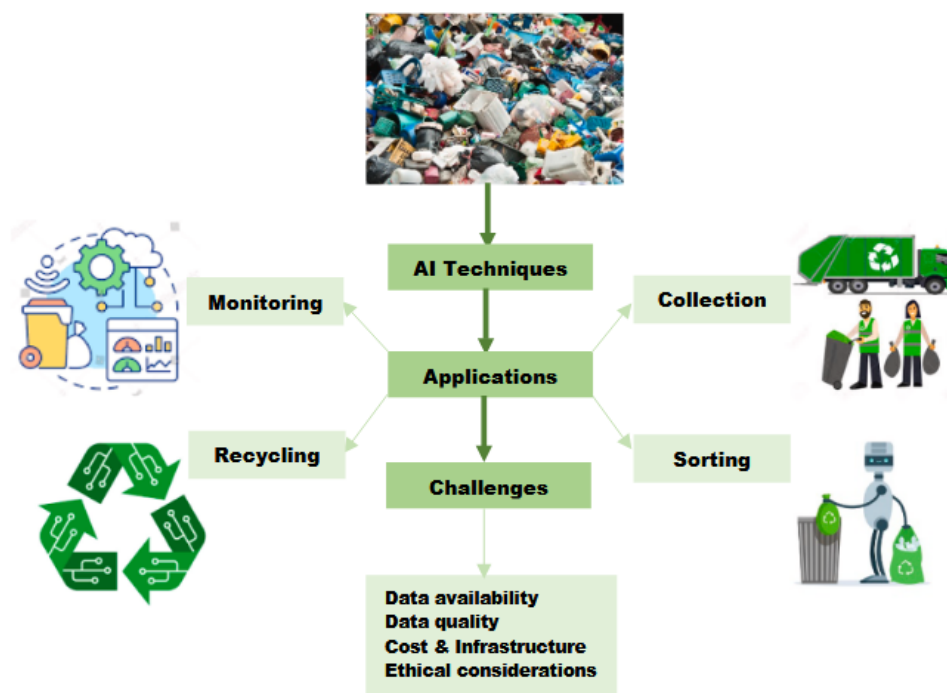 AI Techniques
Monitoring
Collection
Applications
Recycling
Sorting
Challenges
Data availability
Data quality
Cost & Infrastructure
Ethical considerations